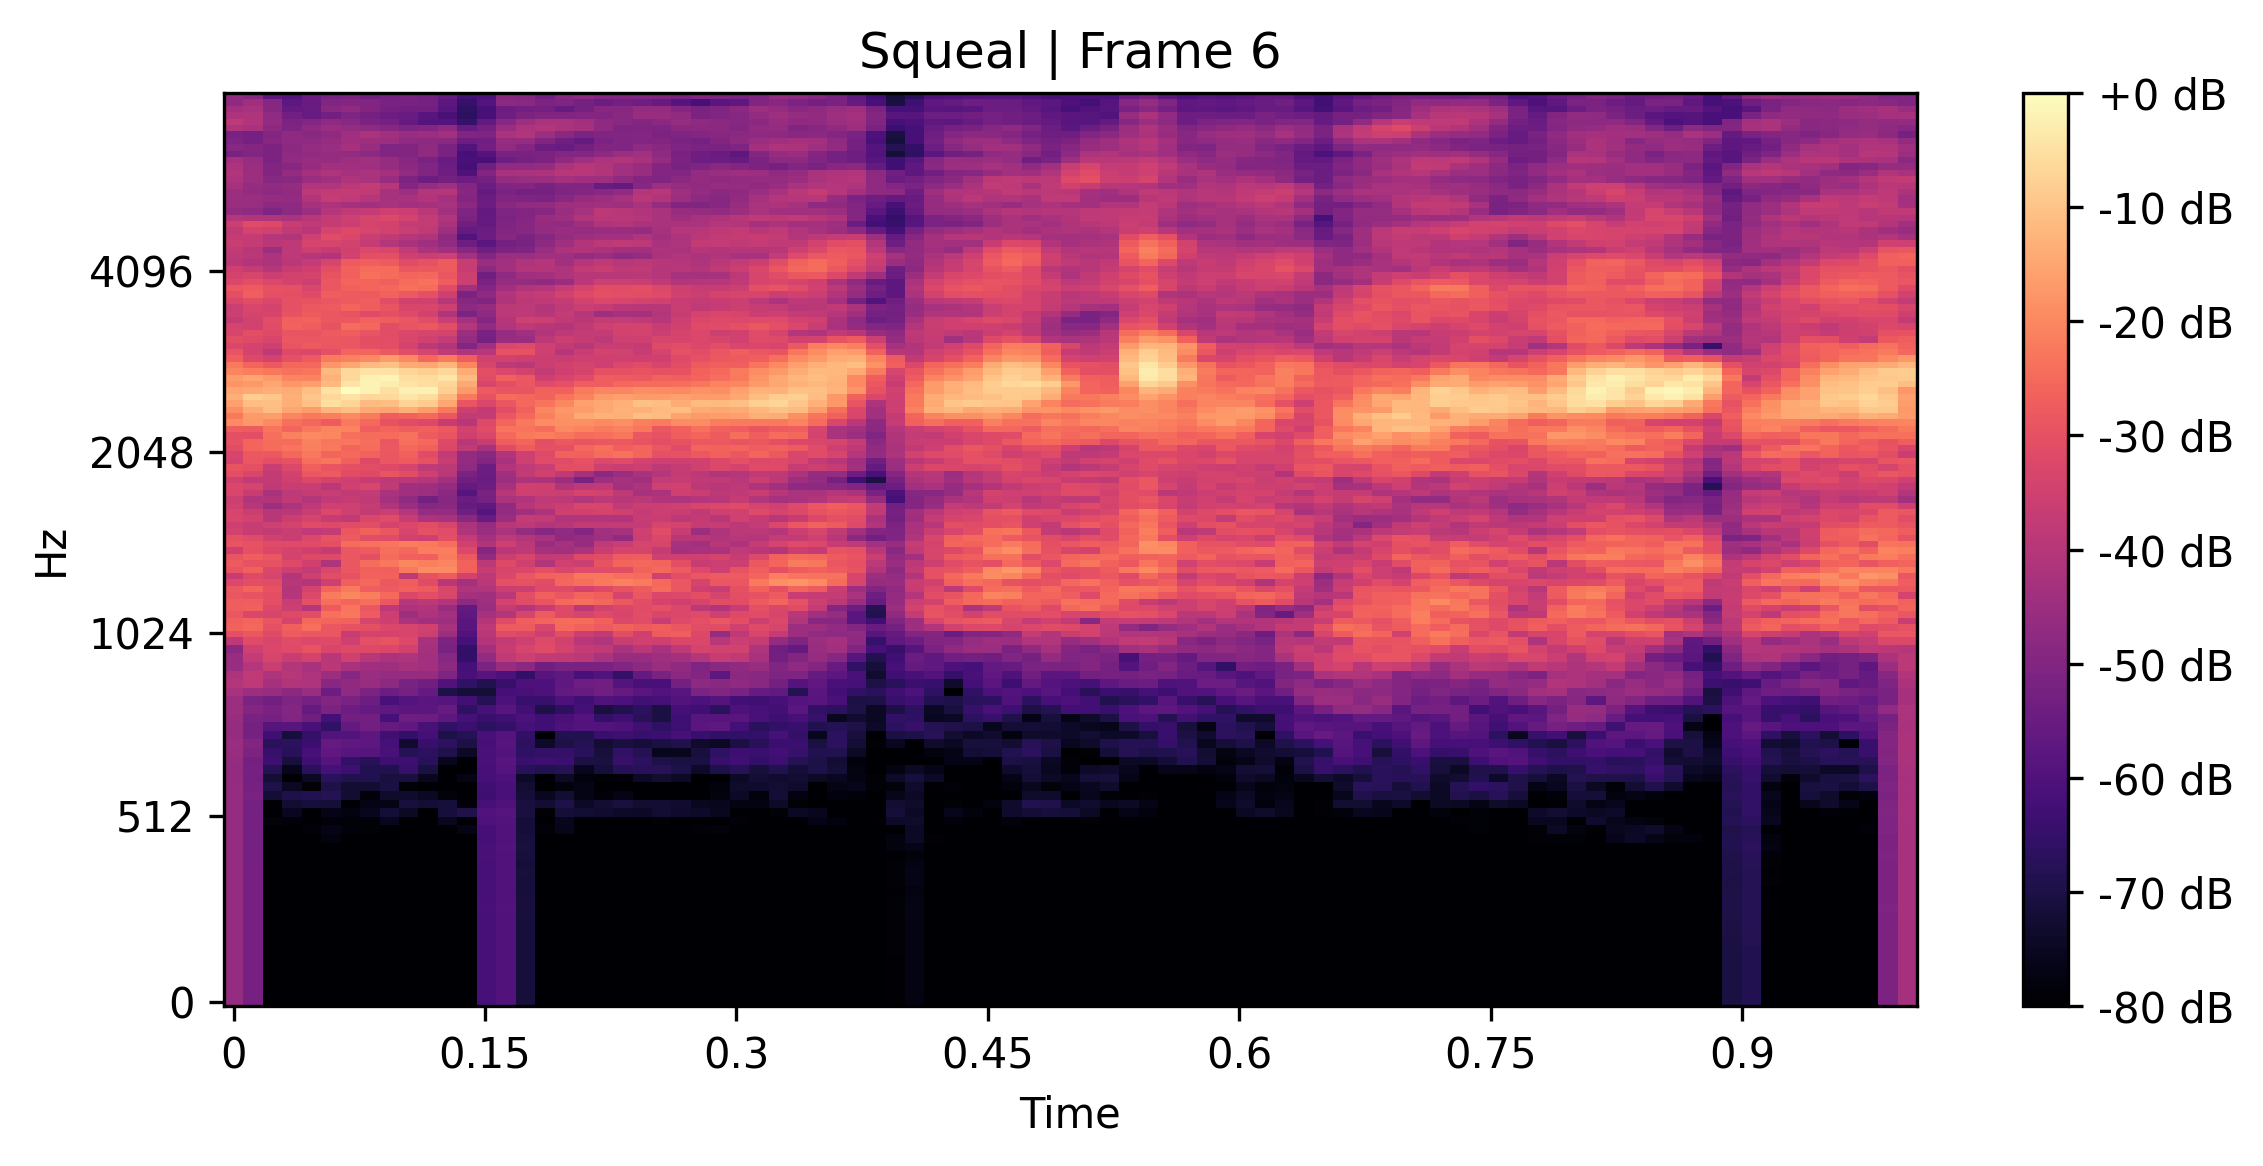 Squeal | Frame 6
Hz
4096
2048
1024
512
0
0 0.15 0.3 0.45 0.6 0.75 0.9
Time
+0 dB
-10 dB
-20 dB
-30 dB
-40 dB
-50 dB
-60 dB
-70 dB
-80 dB